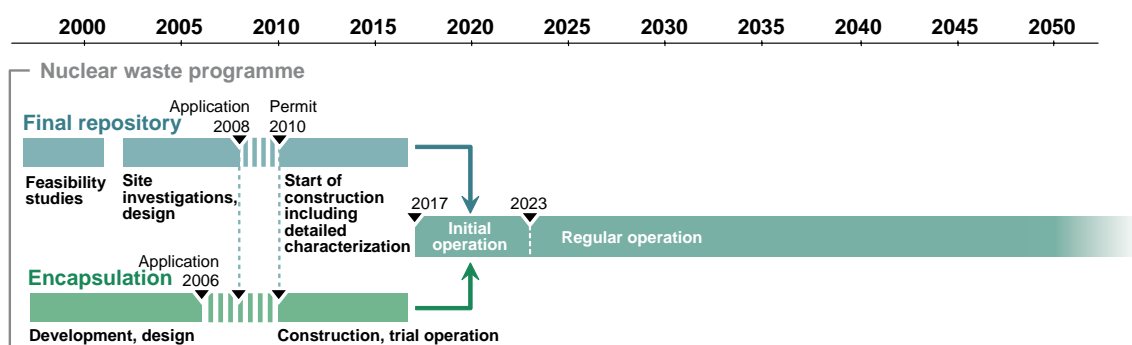 2000 2005 2010 2015 2020 2025 2030 2035 2040 2045 2050
Nuclear waste programme
Application
2008
Permit
2010
Final repository
Feasibility
studies
Site
investigations,
design
Start of
construction
including
detailed
characterization
2017
2023
Initial
operation
Regular operation
Application
2006
Encapsulation
Development, design
Construction, trial operation